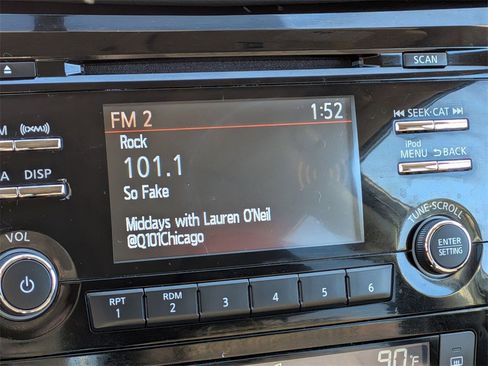 SCAN
FM 2
1:52
Rock
101.1
So Fake
Middays with Lauren O'Neil
@Q101Chicago
M
(XM)
A
DISP
VOL
SEEK·CAT
iPod
MENU
BACK
TUNE·SCROLL
ENTER
SETTING
RPT
1
RDM
2
3
4
5
6
90°F